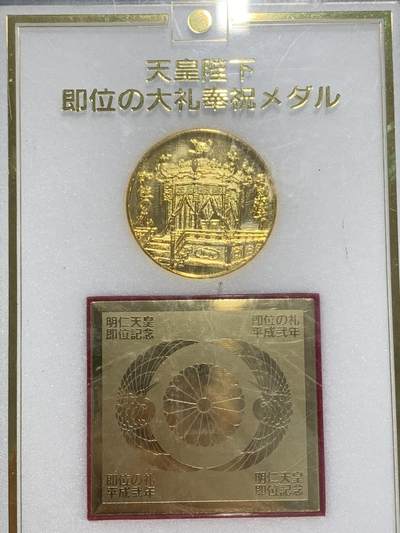 天皇陛下
即位の大礼奉祝メダル
明仁天皇
即位記念
即位の礼
平成弐年
即位の礼
平成弐年
明仁天皇
即位記念